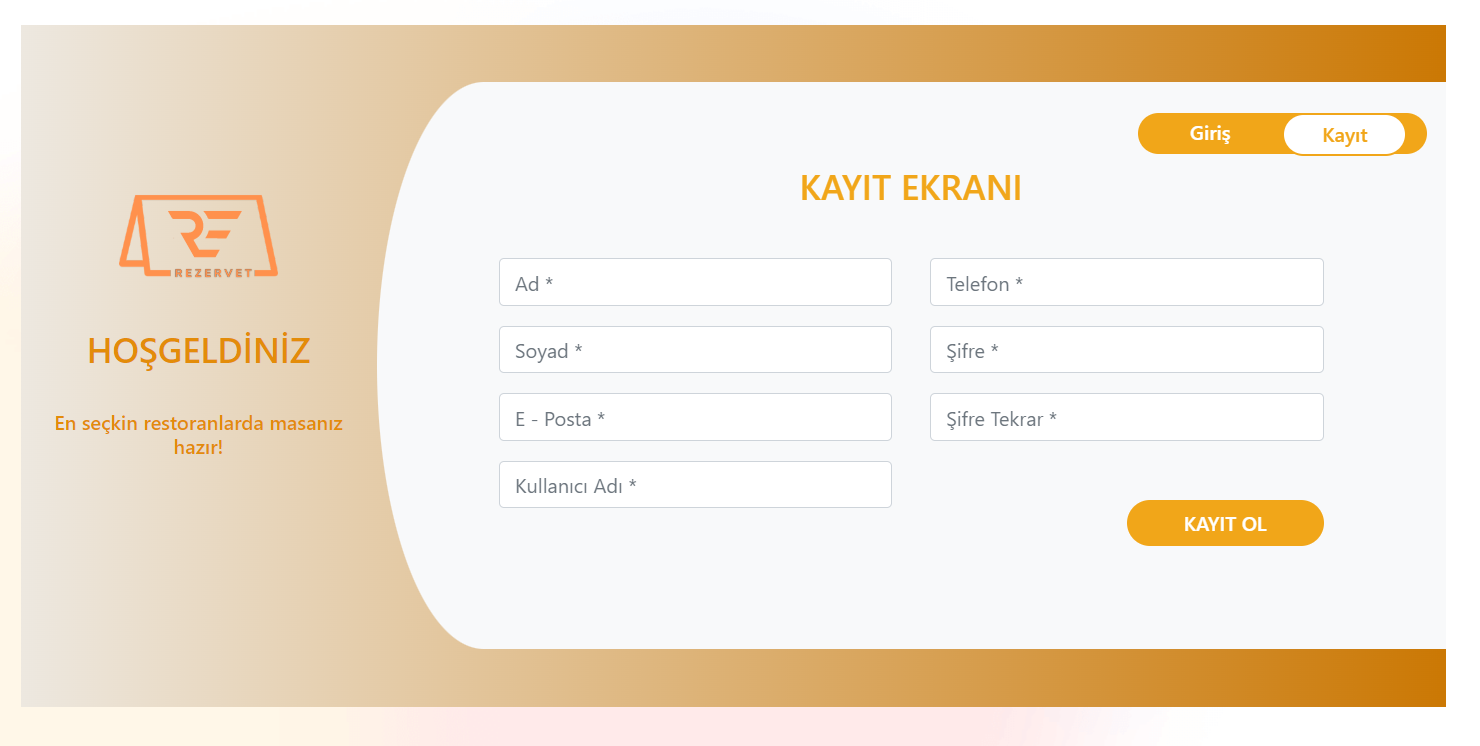 REZERVET
HOŞGELDİNİZ
En seçkin restoranlarda masanız
hazır!
Giriş
Kayıt
KAYIT EKRANI
Ad *
Telefon *
Soyad *
Şifre *
E - Posta *
Şifre Tekrar *
Kullanıcı Adı *
KAYIT OL